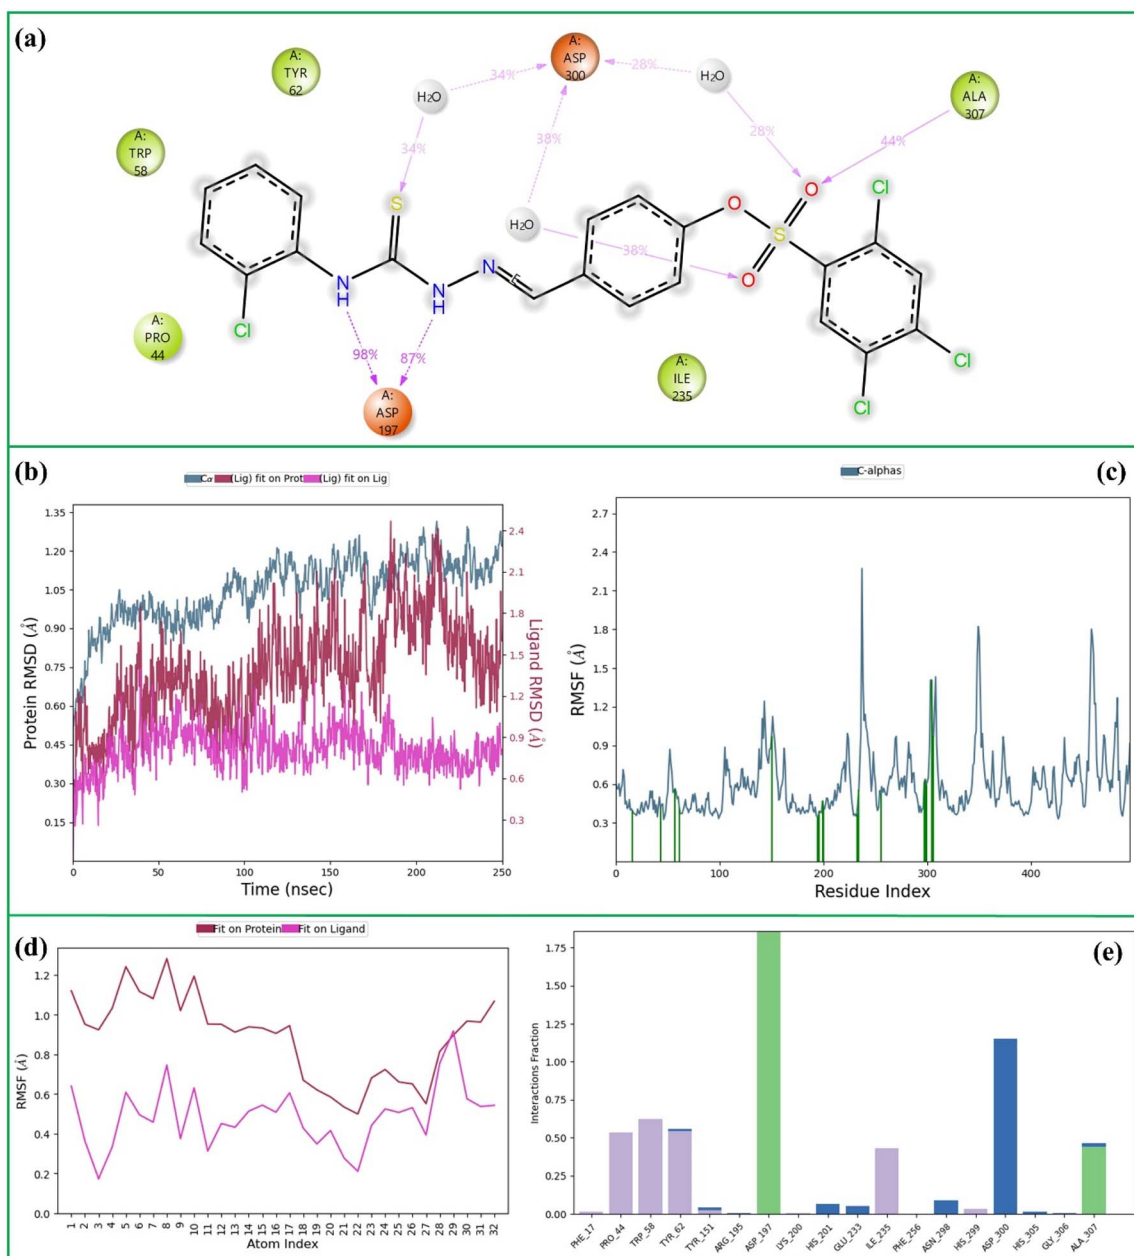 (a)
A:
TYR
62
A:
ASP
300
A:
ALA
307
A:
TRP
58
A:
PRO
44
A:
ASP
197
A:
ILE
235
H2O
H2O
H2O
34%
34%
28%
28%
38%
38%
44%
98%
87%
S
N
H
N
H
N
O
O
O
S
Cl
Cl
Cl
Cl
(b)
Cα (Lig) fit on Prot (Lig) fit on Lig
Protein RMSD (Å)
1.35
1.20
1.05
0.90
0.75
0.60
0.45
0.30
0.15
2.4
2.1
1.8
1.5
1.2
0.9
0.6
0.3
Ligand RMSD (Å)
0 50 100 150 200 250
Time (nsec)
(c)
C-alphas
RMSF (Å)
2.7
2.4
2.1
1.8
1.5
1.2
0.9
0.6
0.3
0 100 200 300 400
Residue Index
(d)
Fit on Protein Fit on Ligand
RMSF (Å)
1.2
1.0
0.8
0.6
0.4
0.2
0.0
1 2 3 4 5 6 7 8 9 10 11 12 13 14 15 16 17 18 19 20 21 22 23 24 25 26 27 28 29 30 31 32
Atom Index
(e)
Interactions Fraction
1.75
1.50
1.25
1.00
0.75
0.50
0.25
0.00
PHE_17 PRO_44 TRP_58 TYR_62 TYR_151 ARG_195 ASP_197 LYS_200 HIS_201 GLU_233 ILE_235 PHE_256 ASN_298 HIS_299 ASP_300 HIS_305 GLY_306 ALA_307